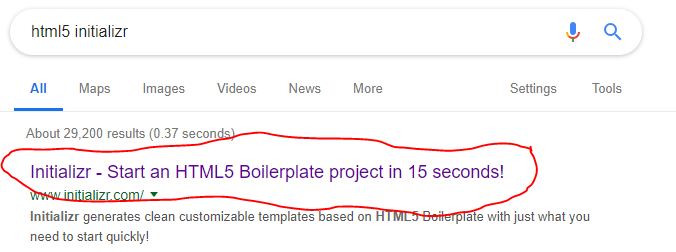 html5 initializr
All Maps Images Videos News More Settings Tools
About 29,200 results (0.37 seconds)
Initializr - Start an HTML5 Boilerplate project in 15 seconds!
www.initializr.com/
Initializr generates clean customizable templates based on HTML5 Boilerplate with just what you
need to start quickly!